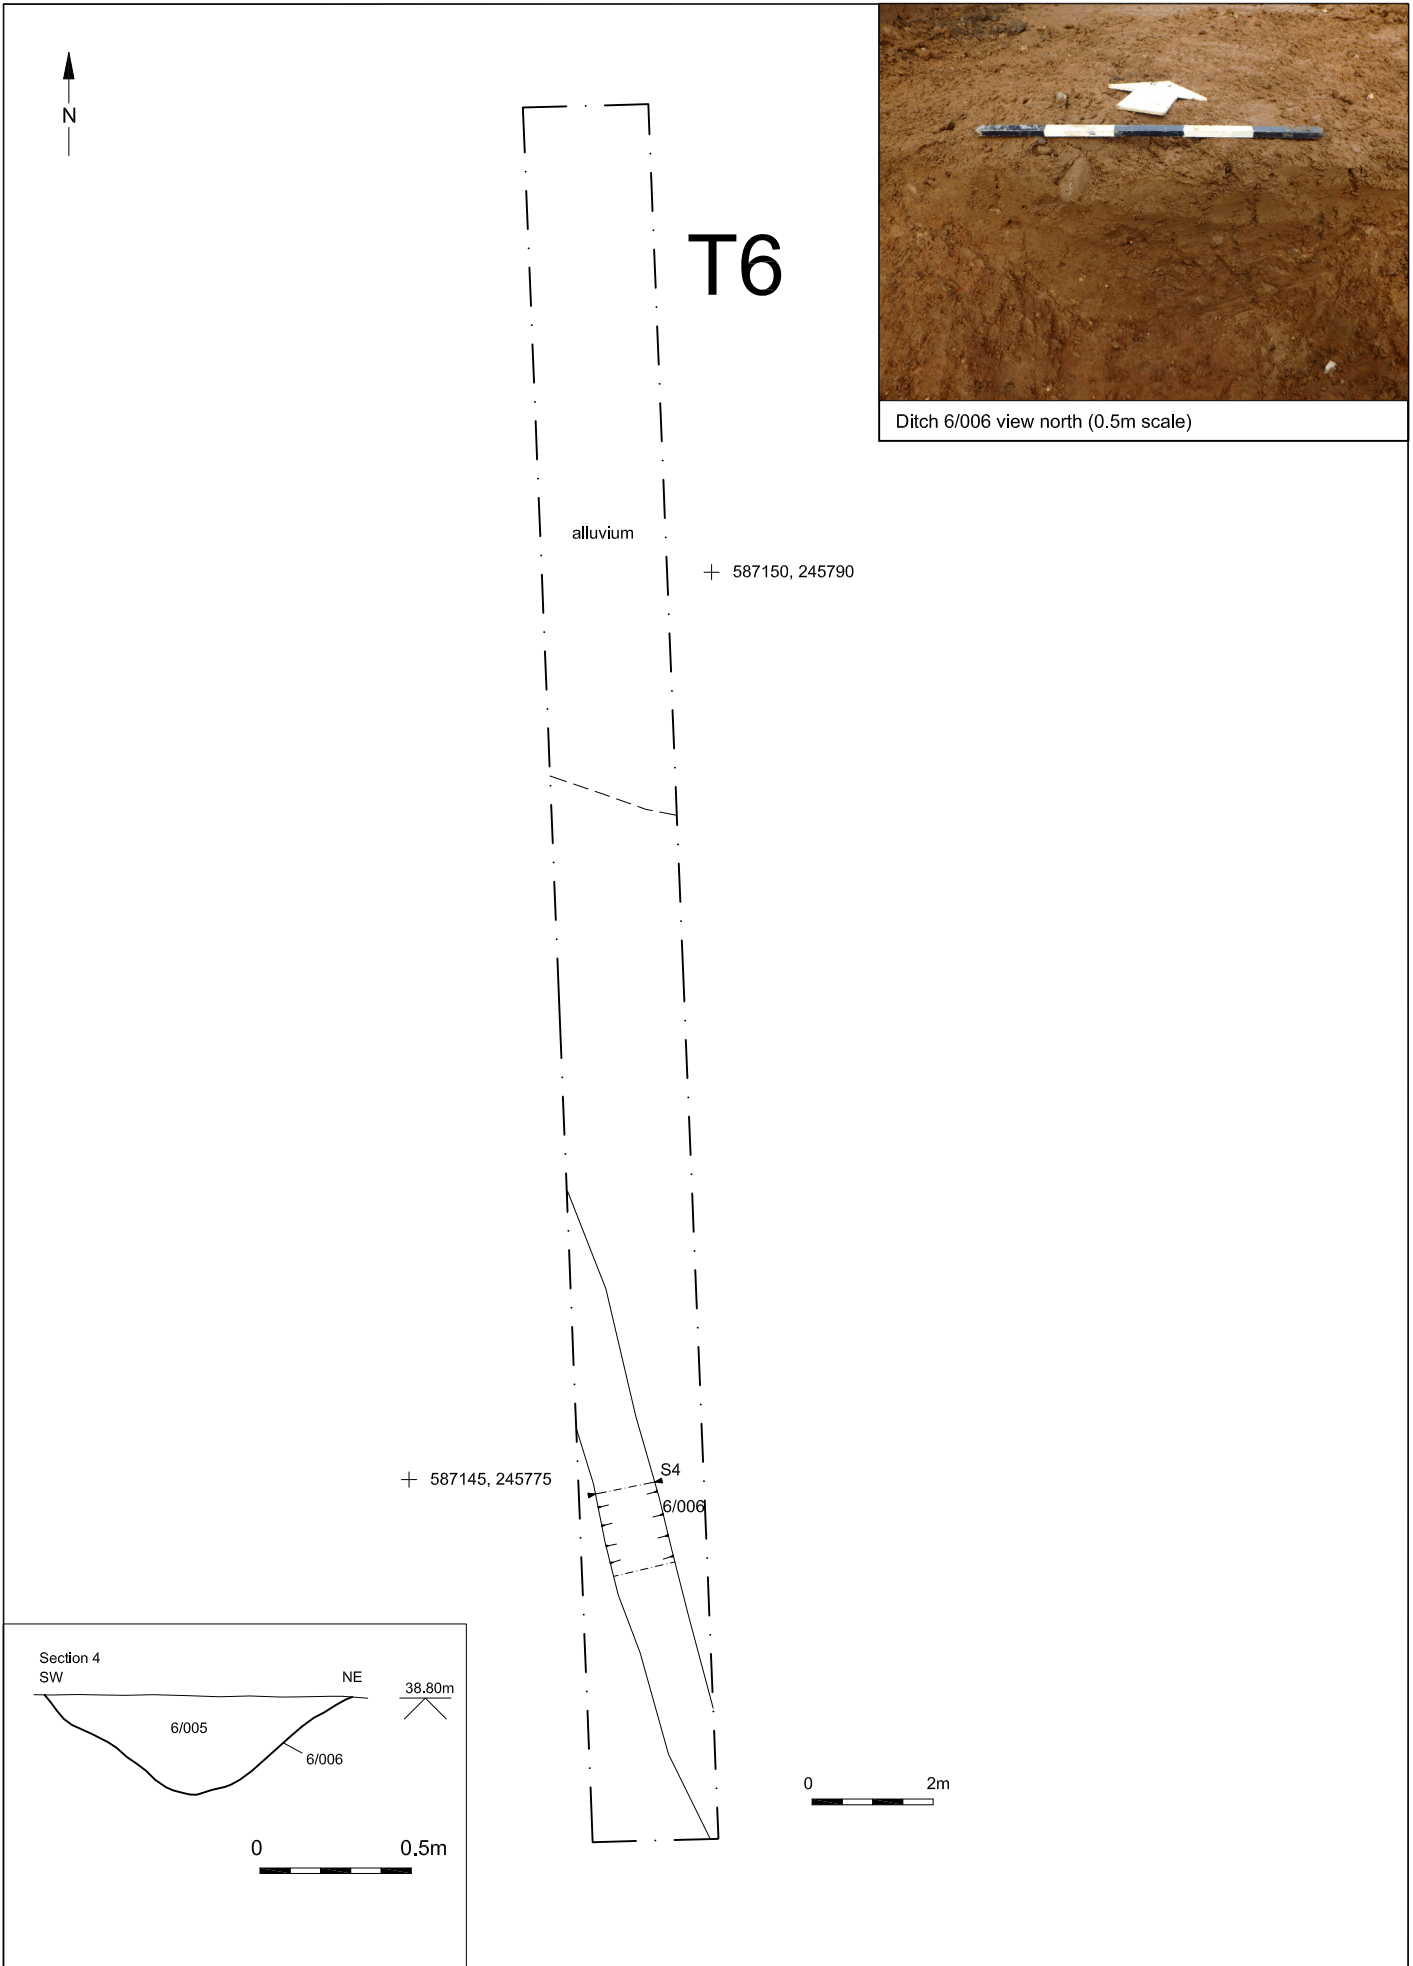 N
T6
Ditch 6/006 view north (0.5m scale)
alluvium
587150, 245790
587145, 245775
S4
6/006
Section 4
SW
NE
38.80m
6/005
6/006
0
0.5m
0
2m